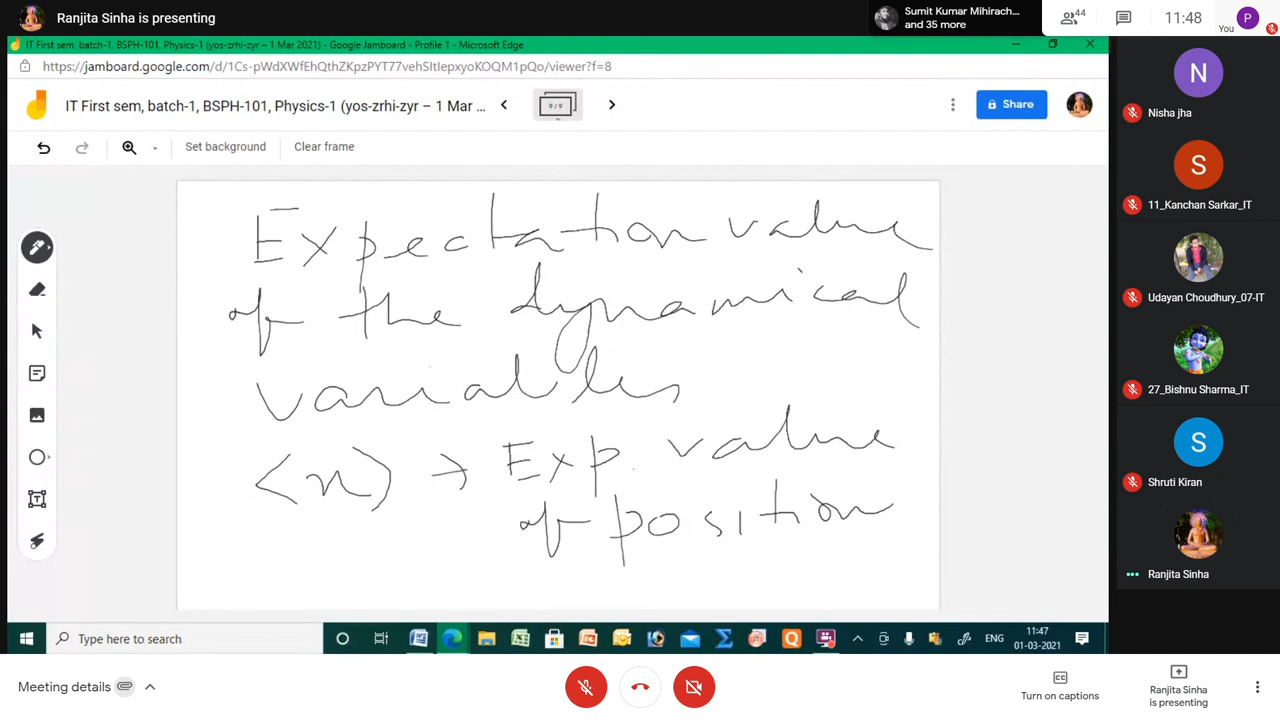 Ranjita Sinha is presenting
Sumit Kumar Mihirach...
and 35 more
44
11:48
P
You
IT First sem, batch-1, BSPH-101, Physics-1 (yos-zrhi-zyr – 1 Mar 2021) - Google Jamboard - Profile 1 - Microsoft Edge
https://jamboard.google.com/d/1Cs-pWdXWfEhQthZKpzPYT77vehSItIepxyoKOQM1pQo/viewer?f=8
IT First sem, batch-1, BSPH-101, Physics-1 (yos-zrhi-zyr – 1 Mar ...
9/9
Share
Set background
Clear frame
Expectation value
of the dynamical
variables
<x> → Exp. value
of position
N
Nisha jha
S
11_Kanchan Sarkar_IT
Udayan Choudhury_07-IT
27_Bishnu Sharma_IT
S
Shruti Kiran
Ranjita Sinha
Type here to search
ENG
11:47
01-03-2021
Meeting details
Turn on captions
Ranjita Sinha
is presenting